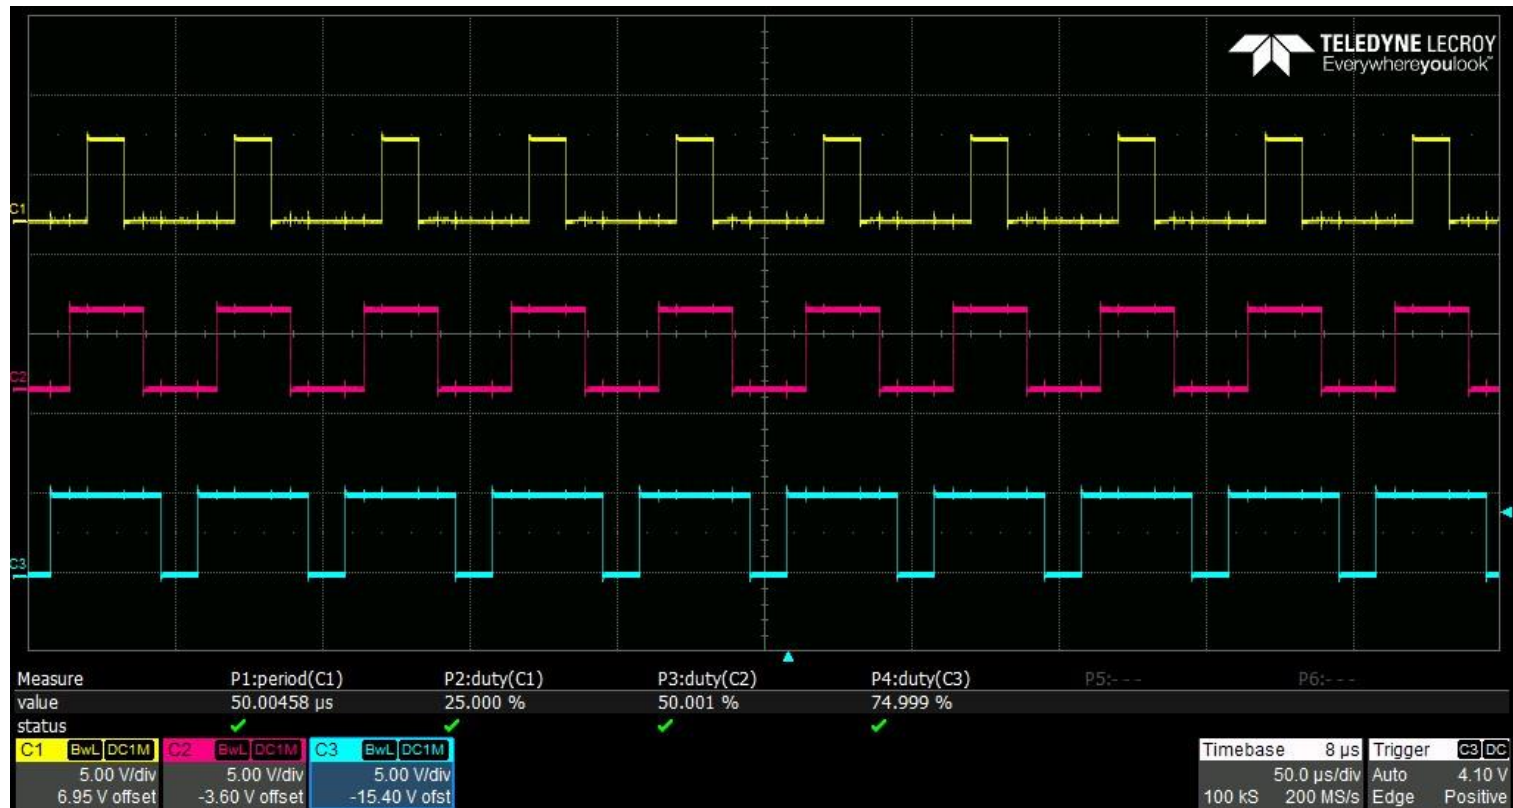 TELEDYNE LECROY
Everywhereyoulook™
C1
C2
C3
Measure P1:period(C1) P2:duty(C1) P3:duty(C2) P4:duty(C3) P5:--- P6:---
value 50.00458 µs 25.000 % 50.001 % 74.999 %
status
C1 BwL DC1M C2 BwL DC1M C3 BwL DC1M Timebase 8 µs Trigger C3 DC
5.00 V/div 5.00 V/div 5.00 V/div 50.0 µs/div Auto 4.10 V
6.95 V offset -3.60 V offset -15.40 V ofst 100 kS 200 MS/s Edge Positive